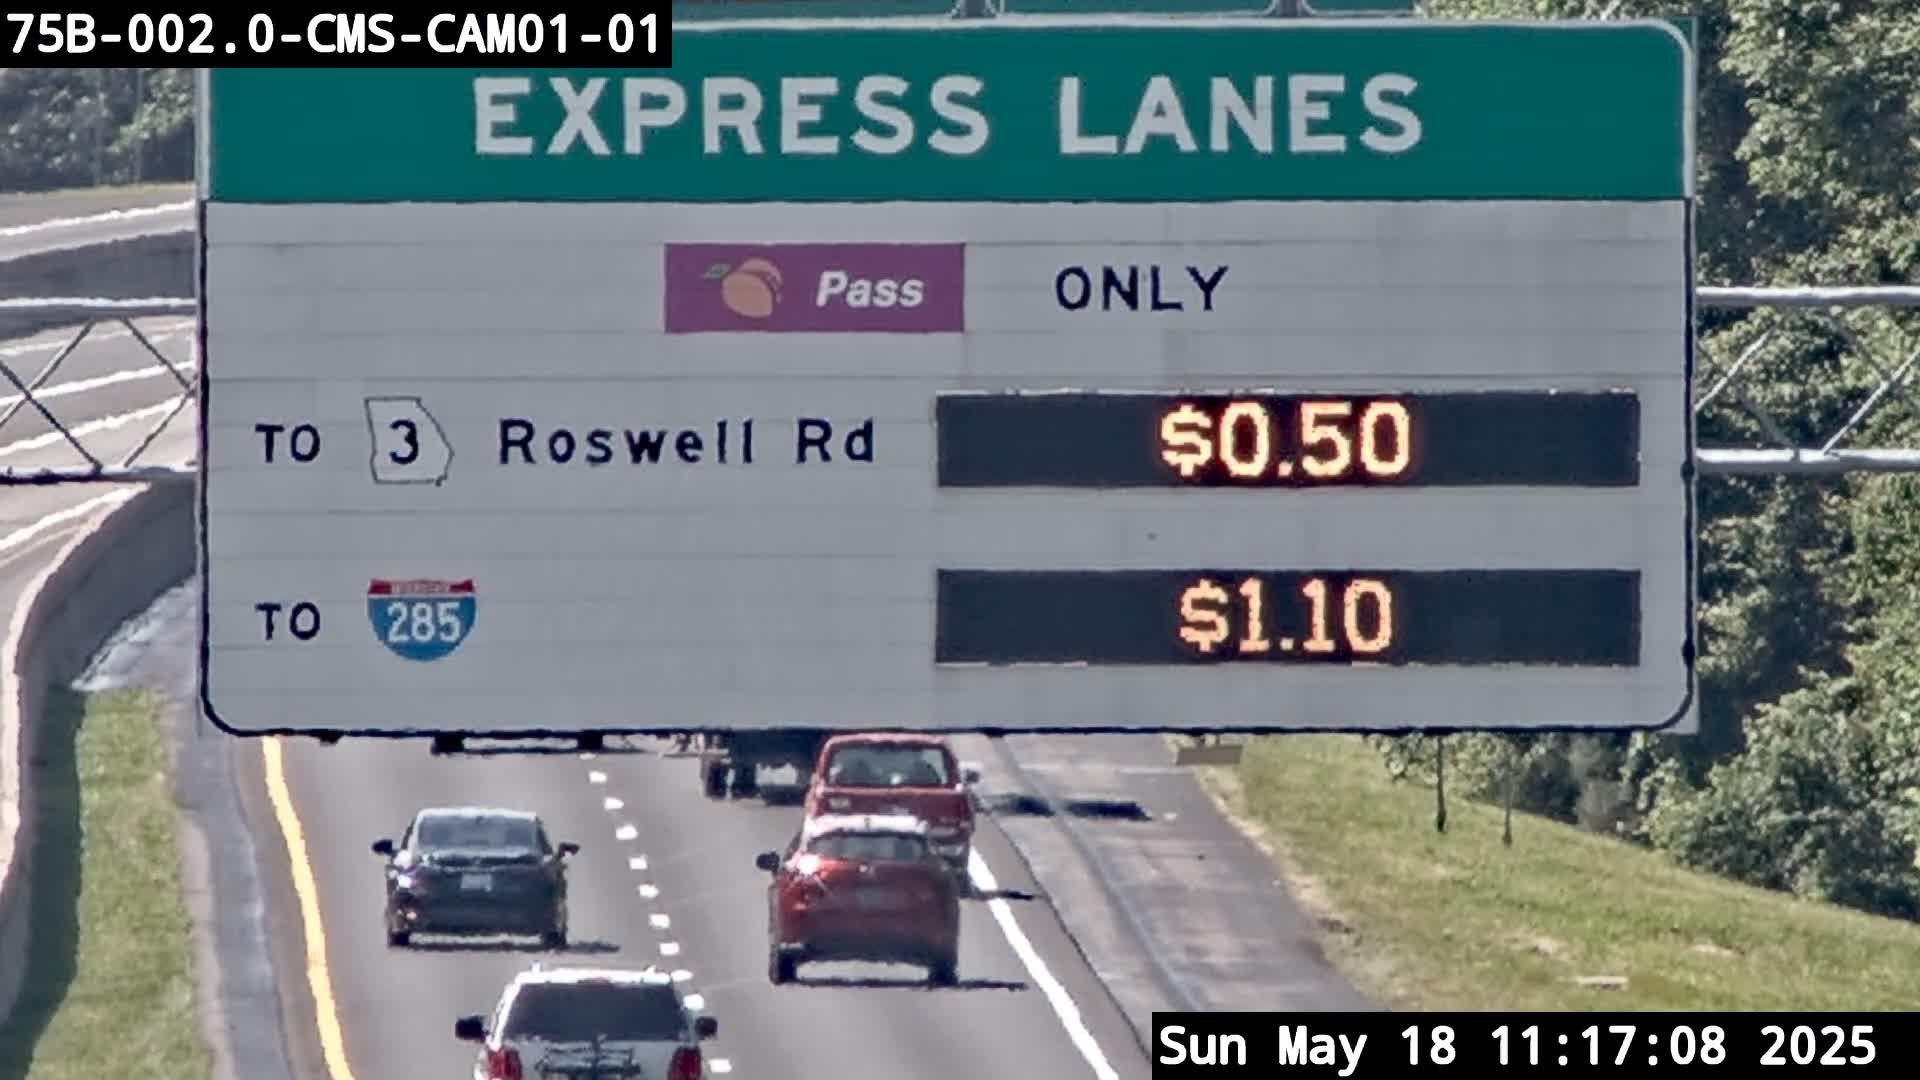 75B-002.0-CMS-CAM01-01
EXPRESS LANES
Pass ONLY
TO 3 Roswell Rd $0.50
TO 285 $1.10
Sun May 18 11:17:08 2025